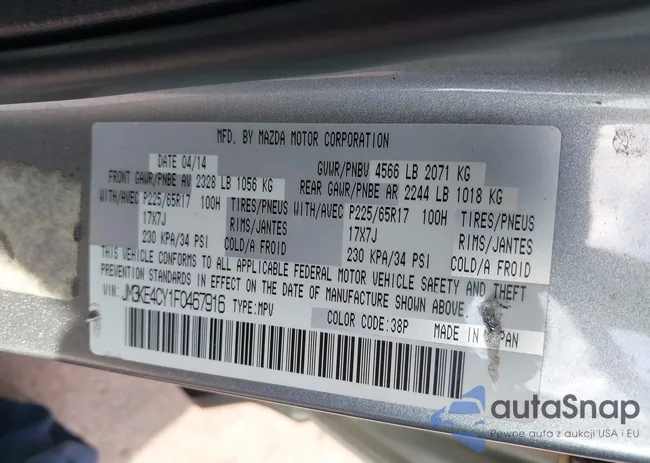 MFD. BY MAZDA MOTOR CORPORATION
DATE 04/14 GVWR/PNBV 4566 LB 2071 KG
FRONT GAWR/PNBE AV 2328 LB 1056 KG REAR GAWR/PNBE AR 2244 LB 1018 KG
WITH/AVEC P225/65R17 100H TIRES/PNEUS WITH/AVEC P225/65R17 100H TIRES/PNEUS
17X7J RIMS/JANTES 17X7J RIMS/JANTES
230 KPA/34 PSI COLD/A FROID 230 KPA/34 PSI COLD/A FROID
THIS VEHICLE CONFORMS TO ALL APPLICABLE FEDERAL MOTOR VEHICLE SAFETY AND THEFT
PREVENTION STANDARDS IN EFFECT ON THE DATE OF MANUFACTURE SHOWN ABOVE.
VIN: JM3KE4CY1F0467916 TYPE:MPV COLOR CODE:38P MADE IN JAPAN
autoSnap
Pewne auto z aukcji USA i EU